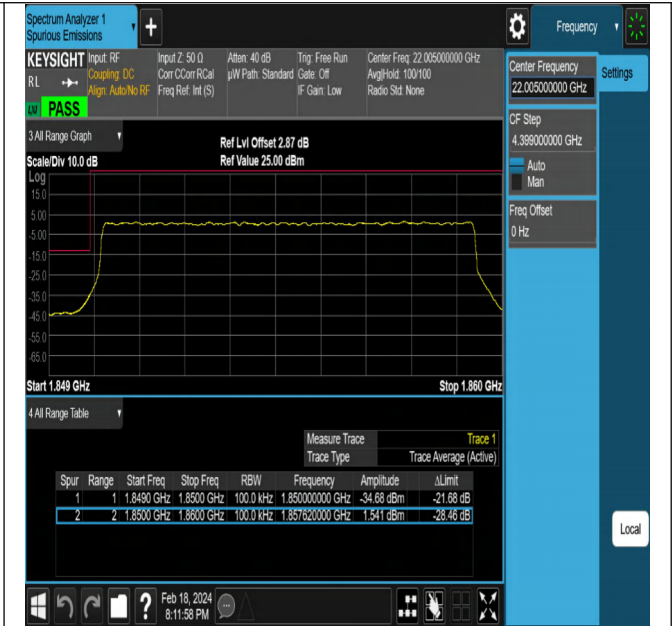 Spectrum Analyzer 1
Spurious Emissions
+
Frequency
KEYSIGHT
RL
Align: Auto/No RF
LXI
PASS
Input: RF
Coupling: DC
Input Z: 50 Ω
Corr CCorr RCal
Freq Ref: Int (S)
Atten: 40 dB
µW Path: Standard
Trig: Free Run
Gate: Off
IF Gain: Low
Center Freq: 22.005000000 GHz
Avg|Hold: 100/100
Radio Std: None
Center Frequency
22.005000000 GHz
Settings
CF Step
4.399000000 GHz
Auto
Man
Freq Offset
0 Hz
3 All Range Graph
Scale/Div 10.0 dB
Ref Lvl Offset 2.87 dB
Ref Value 25.00 dBm
Log
15.0
5.00
-5.00
-15.0
-25.0
-35.0
-45.0
-55.0
-65.0
Start 1.849 GHz
Stop 1.860 GHz
4 All Range Table
Measure Trace Trace 1
Trace Type Trace Average (Active)
Spur Range Start Freq Stop Freq RBW Frequency Amplitude ΔLimit
1 1 1.8490 GHz 1.8500 GHz 100.0 kHz 1.850000000 GHz -34.68 dBm -21.68 dB
2 2 1.8500 GHz 1.8600 GHz 100.0 kHz 1.857620000 GHz 1.541 dBm -28.46 dB
Local
?
Feb 18, 2024
8:11:58 PM